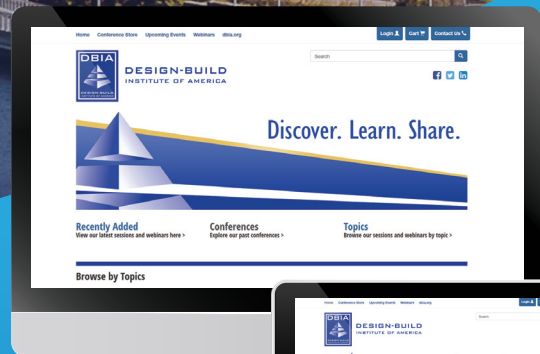 Home Conference Store Upcoming Events Webinars dbia.org Login Cart Contact Us
Search
DBIA
DESIGN-BUILD
INSTITUTE OF AMERICA
DESIGN-BUILD
INSTITUTE OF AMERICA
Discover. Learn. Share.
Recently Added
View our latest sessions and webinars here >
Conferences
Explore our past conferences >
Topics
Browse our sessions and webinars by topic >
Browse by Topics
Home Conference Store Upcoming Events Webinars dbia.org Login
Search
DBIA
DESIGN-BUILD
INSTITUTE OF AMERICA